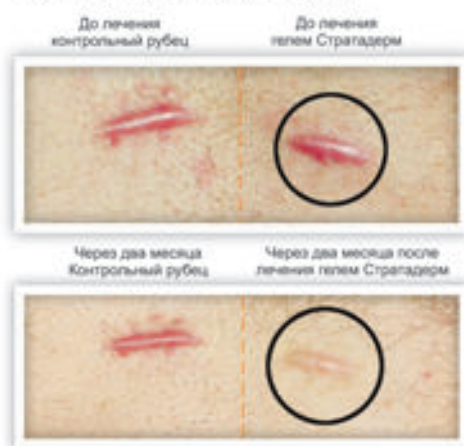 До лечения
контрольный рубец
До лечения
гелем Стратадерм
Через два месяца
Контрольный рубец
Через два месяца после
лечения гелем Стратадерм